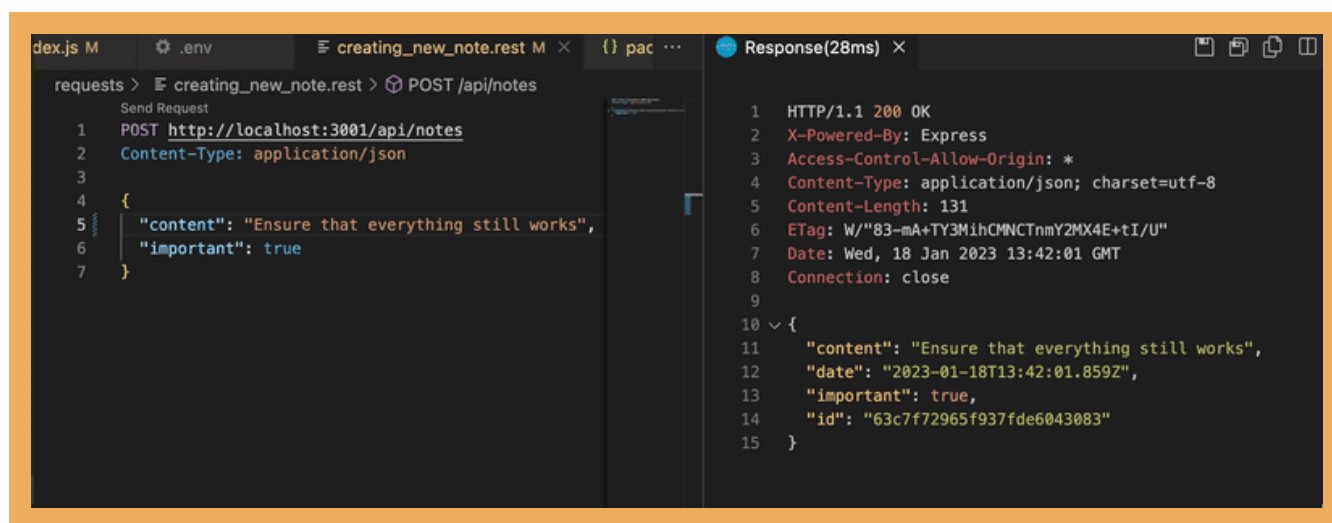 dex.js M .env creating_new_note.rest M × {} pac ···
requests > creating_new_note.rest > POST /api/notes
Send Request
1 POST http://localhost:3001/api/notes
2 Content-Type: application/json
3
4 {
5 "content": "Ensure that everything still works",
6 "important": true
7 }
Response(28ms) ×
1 HTTP/1.1 200 OK
2 X-Powered-By: Express
3 Access-Control-Allow-Origin: *
4 Content-Type: application/json; charset=utf-8
5 Content-Length: 131
6 ETag: W/"83-mA+TY3MihCMNCTnmY2MX4E+tI/U"
7 Date: Wed, 18 Jan 2023 13:42:01 GMT
8 Connection: close
9
10 {
11 "content": "Ensure that everything still works",
12 "date": "2023-01-18T13:42:01.859Z",
13 "important": true,
14 "id": "63c7f72965f937fde6043083"
15 }